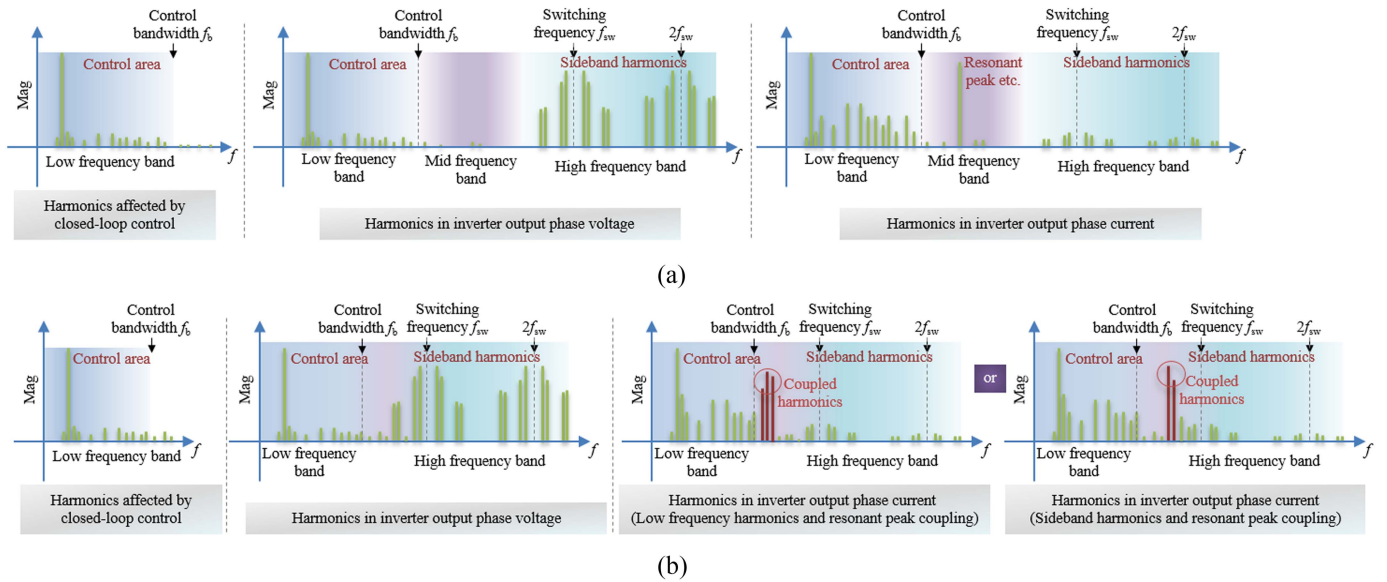 Control
bandwidth fb
Mag
Control area
Low frequency band
f
Harmonics affected by
closed-loop control
Control
bandwidth fb
Switching
frequency fsw
2fsw
Mag
Control area
Sideband harmonics
Low frequency
band
Mid frequency
band
High frequency band
f
Harmonics in inverter output phase voltage
Control
bandwidth fb
Switching
frequency fsw
2fsw
Mag
Control area
Resonant
peak etc.
Sideband harmonics
Low frequency
band
Mid frequency
band
High frequency band
f
Harmonics in inverter output phase current
(a)
Control
bandwidth fb
Mag
Control area
Low frequency band
f
Harmonics affected by
closed-loop control
Control
bandwidth fb
Switching
frequency fsw
2fsw
Mag
Control area
Sideband harmonics
Low frequency
band
High frequency band
f
Harmonics in inverter output phase voltage
Control
bandwidth fb
Switching
frequency fsw
2fsw
Mag
Control area
Sideband harmonics
Coupled
harmonics
Low frequency
band
High frequency band
f
Harmonics in inverter output phase current
(Low frequency harmonics and resonant peak coupling)
or
Control
bandwidth fb
Switching
frequency fsw
2fsw
Mag
Control area
Sideband harmonics
Coupled
harmonics
Low frequency
band
High frequency band
f
Harmonics in inverter output phase current
(Sideband harmonics and resonant peak coupling)
(b)